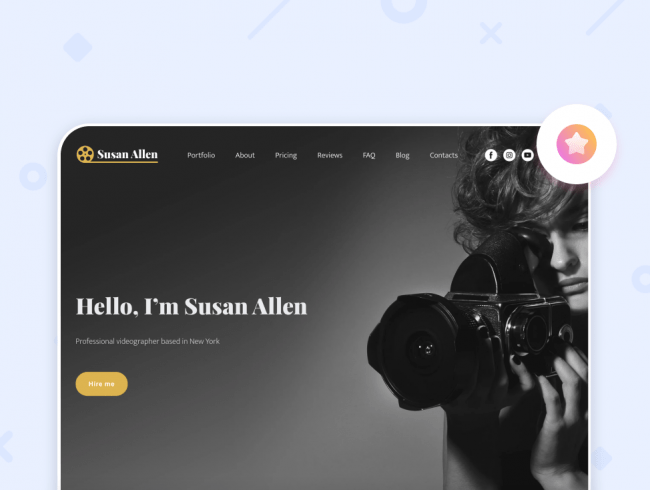 Susan Allen Portfolio About Pricing Reviews FAQ Blog Contacts
Hello, I'm Susan Allen
Professional videographer based in New York
Hire me